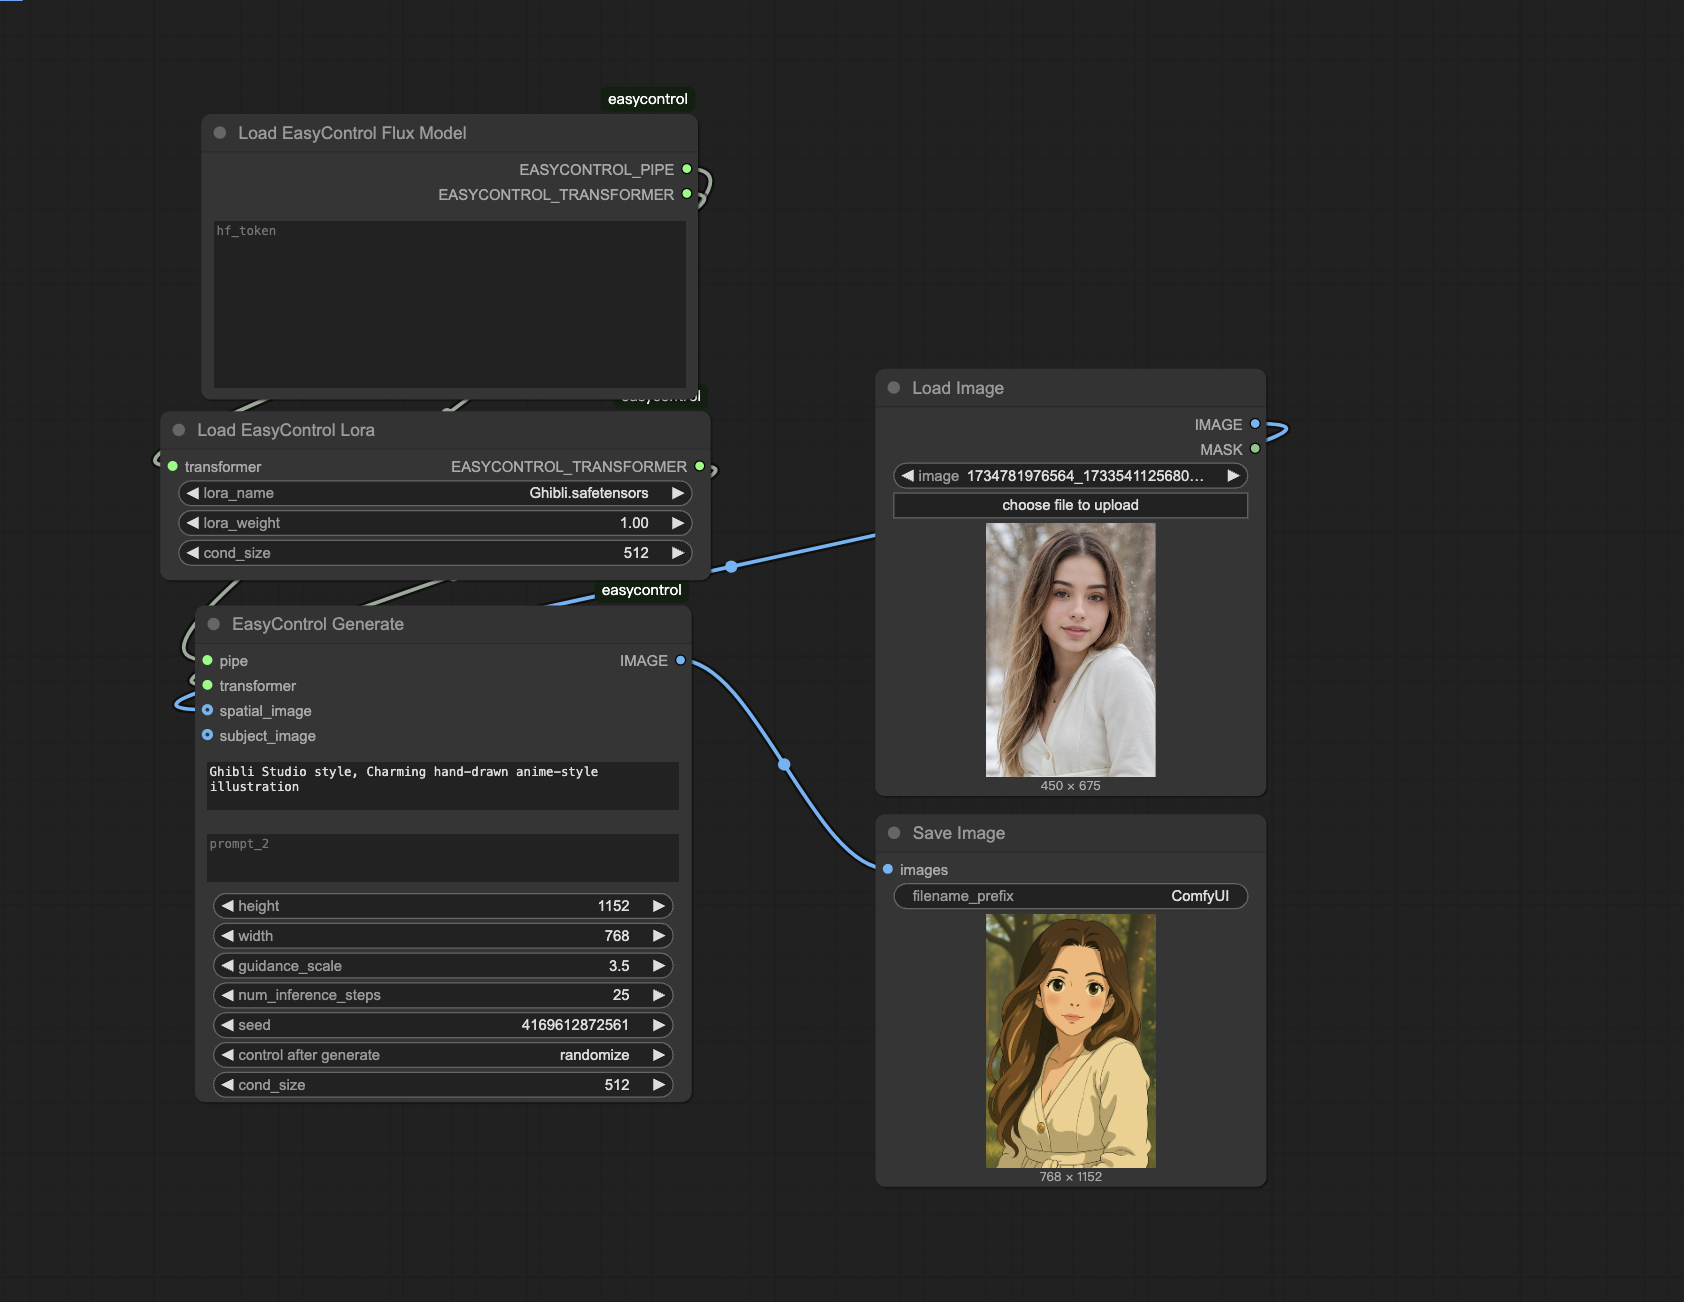 easycontrol
Load EasyControl Flux Model
EASYCONTROL_PIPE
EASYCONTROL_TRANSFORMER
hf_token
easycontrol
Load EasyControl Lora
transformer
EASYCONTROL_TRANSFORMER
lora_name
Ghibli.safetensors
lora_weight
1.00
cond_size
512
easycontrol
EasyControl Generate
pipe
IMAGE
transformer
spatial_image
subject_image
Ghibli Studio style, Charming hand-drawn anime-style
illustration
prompt_2
height
1152
width
768
guidance_scale
3.5
num_inference_steps
25
seed
4169612872561
control after generate
randomize
cond_size
512
Load Image
IMAGE
MASK
image
1734781976564_1733541125680...
choose file to upload
450 × 675
Save Image
images
filename_prefix
ComfyUI
768 × 1152